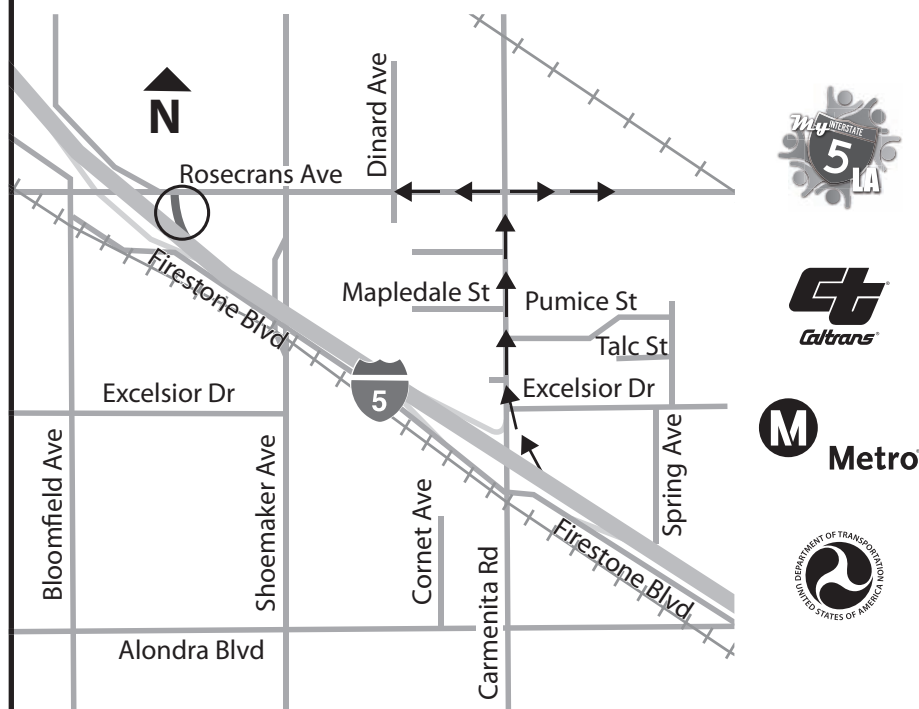 N
Rosecrans Ave
Dinard Ave
Firestone Blvd
Mapledale St
Pumice St
Talc St
5
Excelsior Dr
Excelsior Dr
Bloomfield Ave
Shoemaker Ave
Cornet Ave
Carmenita Rd
Spring Ave
Firestone Blvd
Alondra Blvd
My INTERSTATE
5
LA
Ct
Caltrans®
M
Metro
DEPARTMENT OF TRANSPORTATION
UNITED STATES OF AMERICA